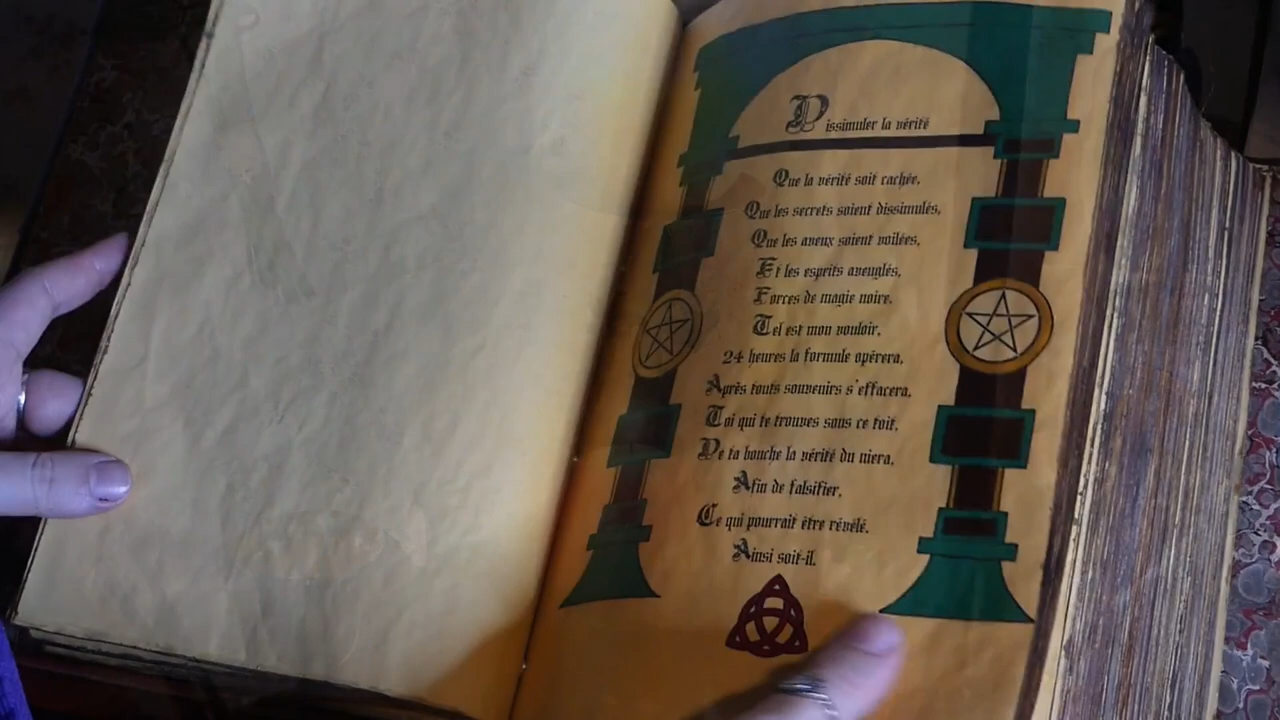 Dissimuler la vérité
Que la vérité soit cachée,
Que les secrets soient dissimulés,
Que les aveux soient voilées,
Et les esprits aveuglés,
Forces de magie noire.
Tel est mon vouloir,
24 heures la formule opérera,
Après touts souvenirs s'effacera,
Toi qui te trouves sous ce toit,
De ta bouche la vérité du niera,
Afin de falsifier,
Ce qui pourrait être révélé.
Ainsi soit-il.